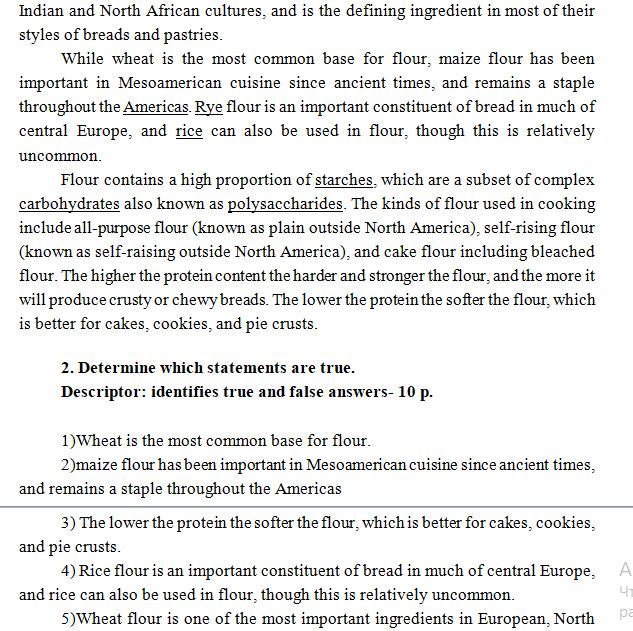 Indian and North African cultures, and is the defining ingredient in most of their
styles of breads and pastries.
While wheat is the most common base for flour, maize flour has been
important in Mesoamerican cuisine since ancient times, and remains a staple
throughout the Americas. Rye flour is an important constituent of bread in much of
central Europe, and rice can also be used in flour, though this is relatively
uncommon.
Flour contains a high proportion of starches, which are a subset of complex
carbohydrates also known as polysaccharides. The kinds of flour used in cooking
include all-purpose flour (known as plain outside North America), self-rising flour
(known as self-raising outside North America), and cake flour including bleached
flour. The higher the protein content the harder and stronger the flour, and the more it
will produce crusty or chewy breads. The lower the protein the softer the flour, which
is better for cakes, cookies, and pie crusts.
2. Determine which statements are true.
Descriptor: identifies true and false answers- 10 p.
1)Wheat is the most common base for flour.
2)maize flour has been important in Mesoamerican cuisine since ancient times,
and remains a staple throughout the Americas
3) The lower the protein the softer the flour, which is better for cakes, cookies,
and pie crusts.
4) Rice flour is an important constituent of bread in much of central Europe,
and rice can also be used in flour, though this is relatively uncommon.
5)Wheat flour is one of the most important ingredients in European, North